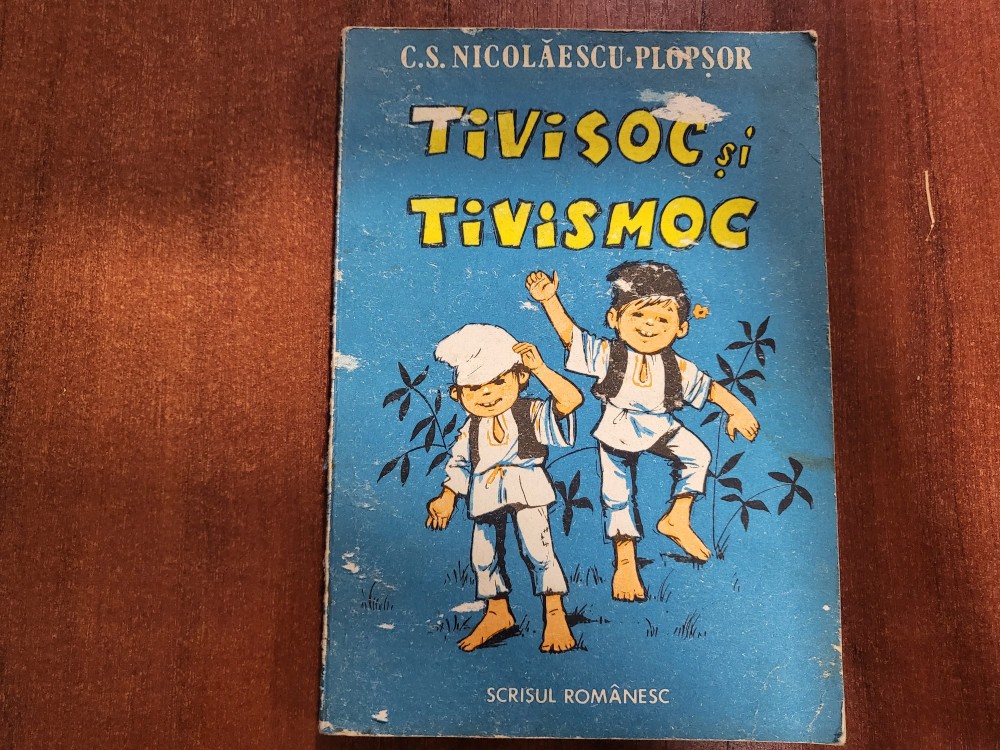 C.S. NICOLĂESCU-PLOPȘOR
TiViSOC și
TiViSMOC
SCRISUL ROMÂNESC